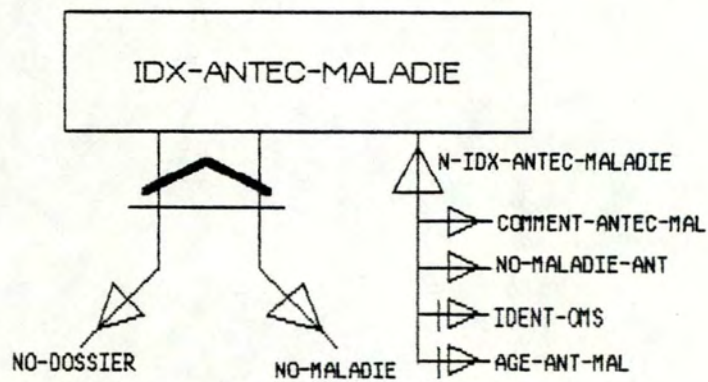 IDX-ANTEC-MALADIE
N-IDX-ANTEC-MALADIE
COMMENT-ANTEC-MAL
NO-MALADIE-ANT
IDENT-OMS
AGE-ANT-MAL
NO-DOSSIER
NO-MALADIE